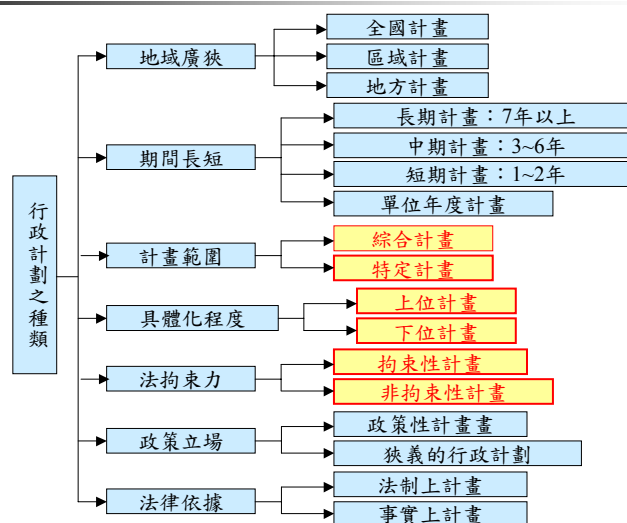 行政計劃之種類
地域廣狹
全國計畫
區域計畫
地方計畫
期間長短
長期計畫：7年以上
中期計畫：3~6年
短期計畫：1~2年
單位年度計畫
計畫範圍
綜合計畫
特定計畫
具體化程度
上位計畫
下位計畫
法拘束力
拘束性計畫
非拘束性計畫
政策立場
政策性計畫畫
狹義的行政計劃
法律依據
法制上計畫
事實上計畫